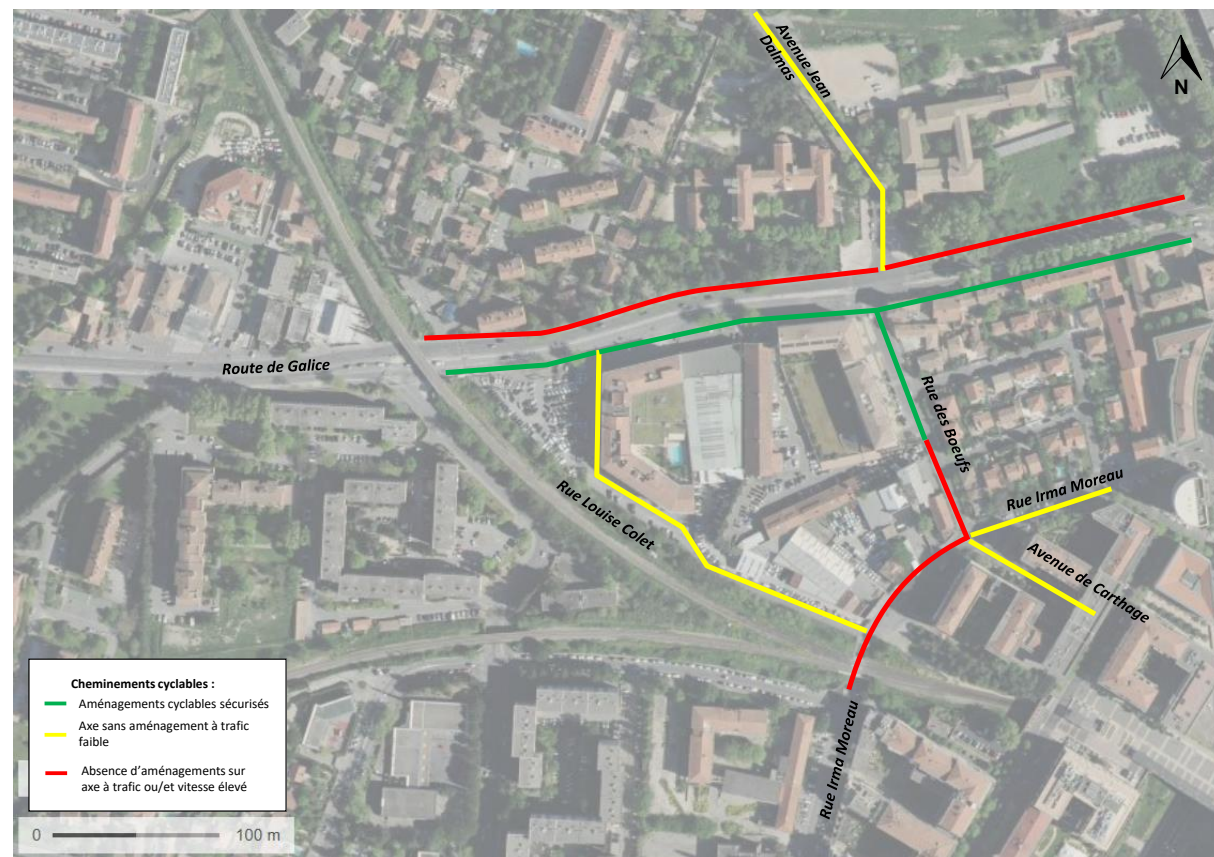 Avenue Jean
Dalmas
N
Route de Galice
Rue des Boeufs
Rue Irma Moreau
Rue Louise Colet
Avenue de Carthage
Rue Irma Moreau
Cheminements cyclables :
Aménagements cyclables sécurisés
Axe sans aménagement à trafic
faible
Absence d'aménagements sur
axe à trafic ou/et vitesse élevé
0 100 m